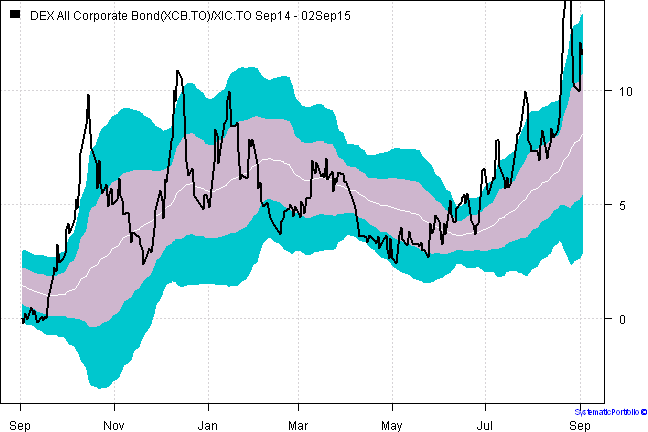 DEX All Corporate Bond(XCB.TO)/XIC.TO Sep14 - 02Sep15
10
5
0
SystematicPortfolio ©
Sep Nov Jan Mar May Jul Sep